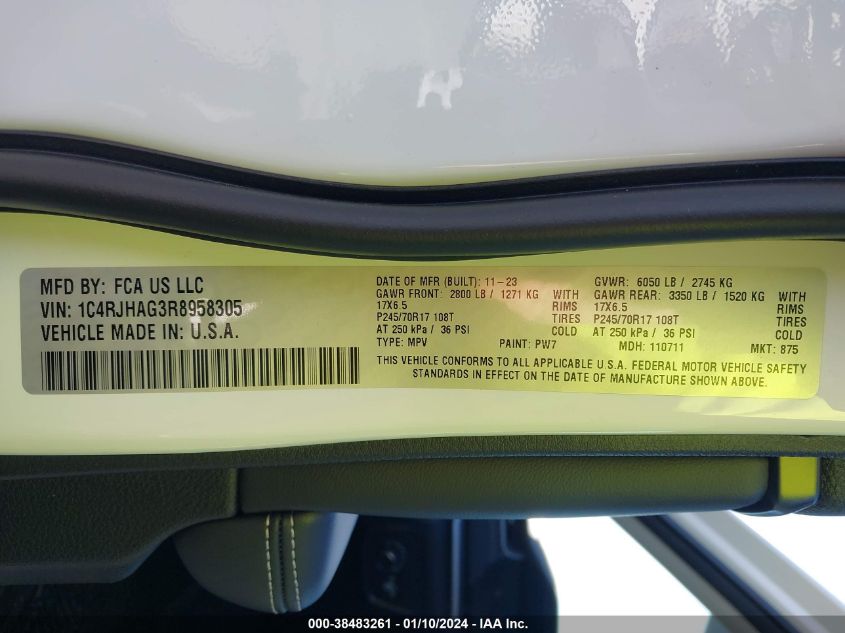 MFD BY: FCA US LLC
VIN: 1C4RJHAG3R8958305
VEHICLE MADE IN: U.S.A.
DATE OF MFR (BUILT): 11-23 GVWR: 6050 LB / 2745 KG
GAWR FRONT: 2800 LB / 1271 KG WITH GAWR REAR: 3350 LB / 1520 KG WITH
17X6.5 RIMS 17X6.5 RIMS
P245/70R17 108T TIRES P245/70R17 108T TIRES
AT 250 kPa / 36 PSI COLD AT 250 kPa / 36 PSI COLD
TYPE: MPV PAINT: PW7 MDH: 110711 MKT: 875
THIS VEHICLE CONFORMS TO ALL APPLICABLE U.S.A. FEDERAL MOTOR VEHICLE SAFETY
STANDARDS IN EFFECT ON THE DATE OF MANUFACTURE SHOWN ABOVE.
000-38483261 - 01/10/2024 - IAA Inc.